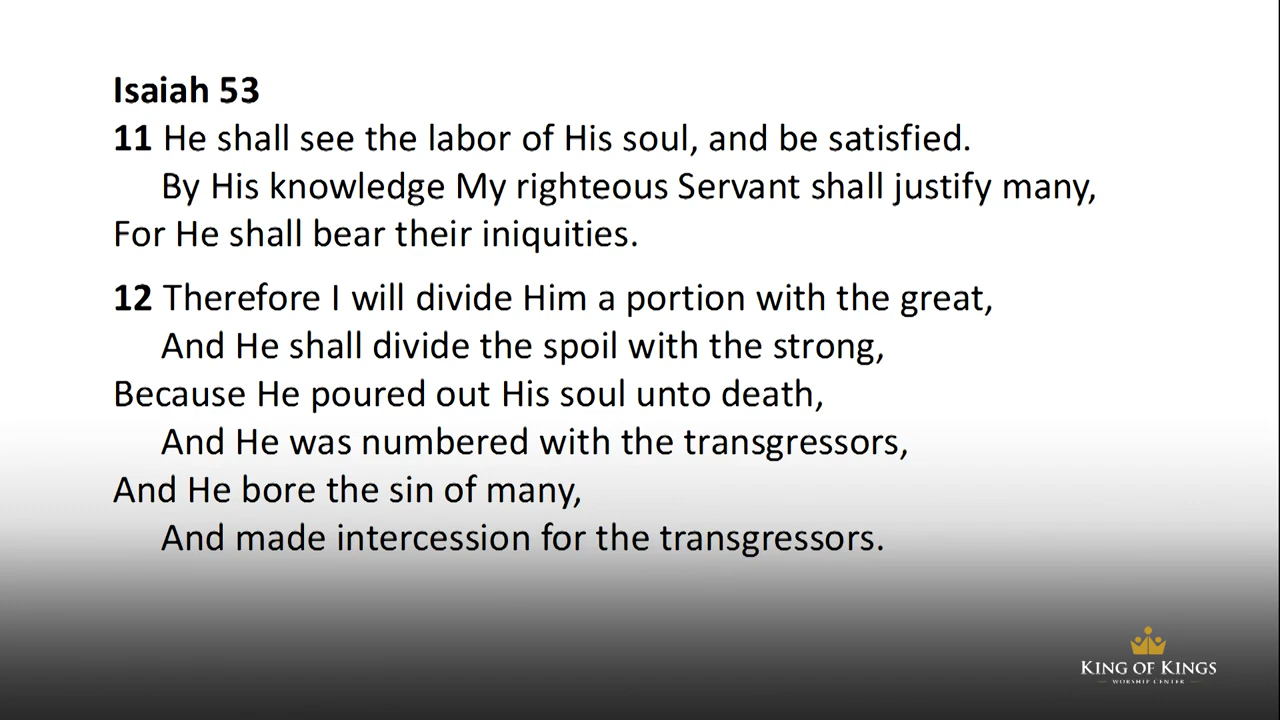 Isaiah 53
11 He shall see the labor of His soul, and be satisfied.
By His knowledge My righteous Servant shall justify many,
For He shall bear their iniquities.
12 Therefore I will divide Him a portion with the great,
And He shall divide the spoil with the strong,
Because He poured out His soul unto death,
And He was numbered with the transgressors,
And He bore the sin of many,
And made intercession for the transgressors.
KING OF KINGS
WORSHIP CENTER